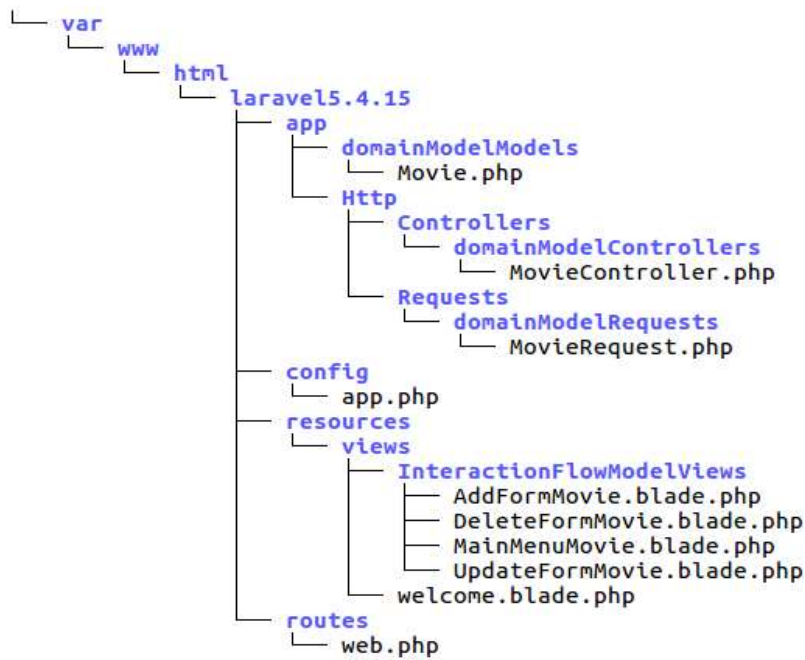 var
www
html
laravel5.4.15
app
domainModelModels
Movie.php
Http
Controllers
domainModelControllers
MovieController.php
Requests
domainModelRequests
MovieRequest.php
config
app.php
resources
views
InteractionFlowModelViews
AddFormMovie.blade.php
DeleteFormMovie.blade.php
MainMenuMovie.blade.php
UpdateFormMovie.blade.php
welcome.blade.php
routes
web.php